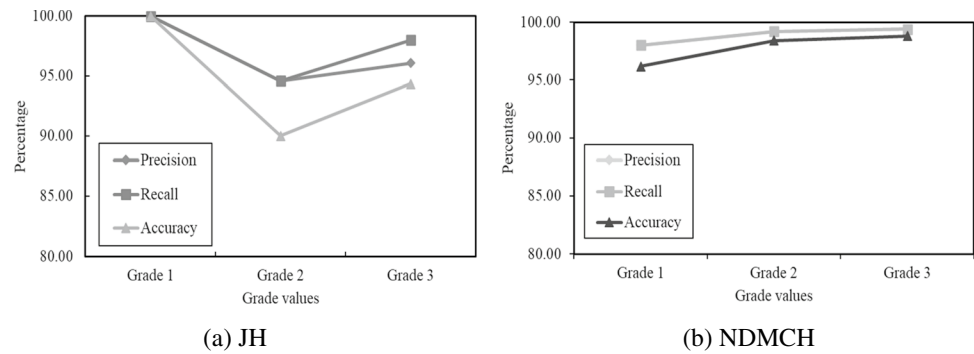 100.00
95.00
90.00
85.00
80.00
Percentage
Precision
Recall
Accuracy
Grade 1 Grade 2 Grade 3
Grade values
(a) JH
100.00
95.00
90.00
85.00
80.00
Percentage
Precision
Recall
Accuracy
Grade 1 Grade 2 Grade 3
Grade values
(b) NDMCH